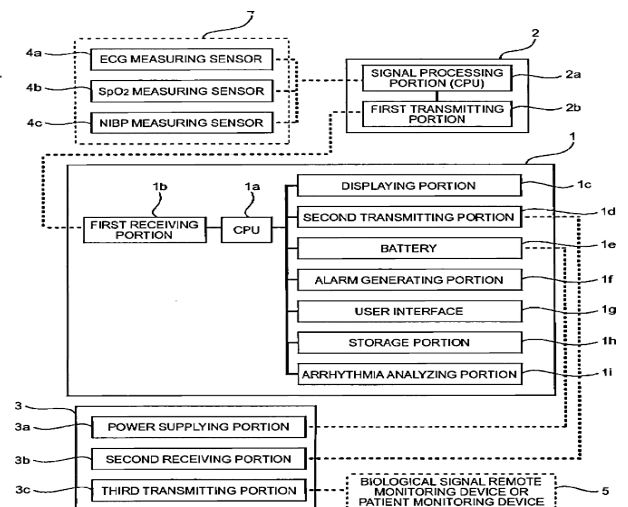 7
4a
ECG MEASURING SENSOR
4b
SpO2 MEASURING SENSOR
4c
NIBP MEASURING SENSOR
2
SIGNAL PROCESSING
PORTION (CPU)
2a
FIRST TRANSMITTING
PORTION
2b
1
1b
FIRST RECEIVING
PORTION
1a
CPU
DISPLAYING PORTION
1c
SECOND TRANSMITTING PORTION
1d
BATTERY
1e
ALARM GENERATING PORTION
1f
USER INTERFACE
1g
STORAGE PORTION
1h
ARRHYTHMIA ANALYZING PORTION
1i
3
3a
POWER SUPPLYING PORTION
3b
SECOND RECEIVING PORTION
3c
THIRD TRANSMITTING PORTION
BIOLOGICAL SIGNAL REMOTE
MONITORING DEVICE OR
PATIENT MONITORING DEVICE
5